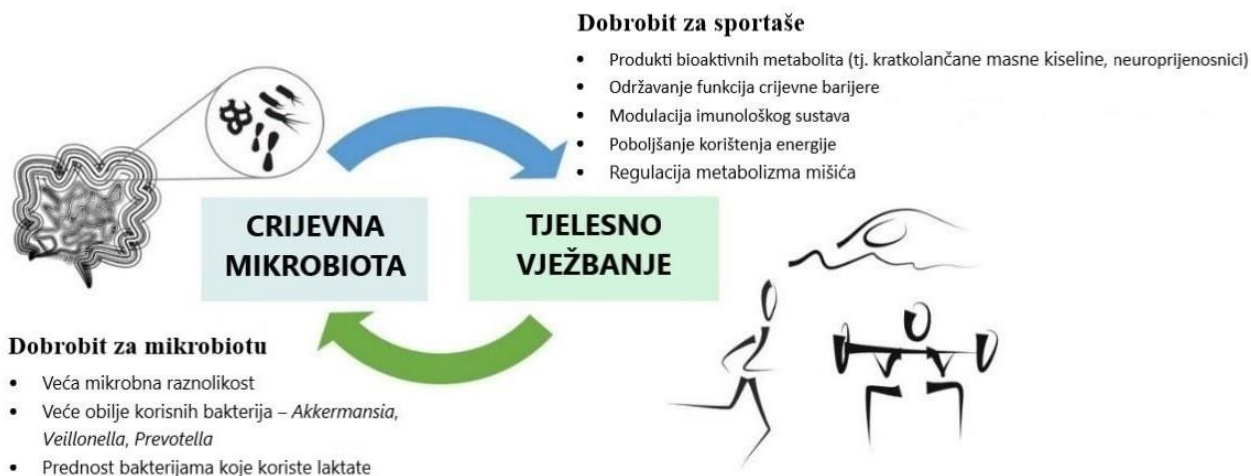 Dobrobit za sportaše
• Produkti bioaktivnih metabolita (tj. kratkolančane masne kiseline, neuroprijenosnici)
• Održavanje funkcija crijevne barijere
• Modulacija imunološkog sustava
• Poboljšanje korištenja energije
• Regulacija metabolizma mišića
CRIJEVNA
MIKROBIOTA
TJELESNO
VJEŽBANJE
Dobrobit za mikrobiotu
• Veća mikrobna raznolikost
• Veće obilje korisnih bakterija – Akkermansia,
Veillonella, Prevotella
• Prednost bakterijama koje koriste laktate